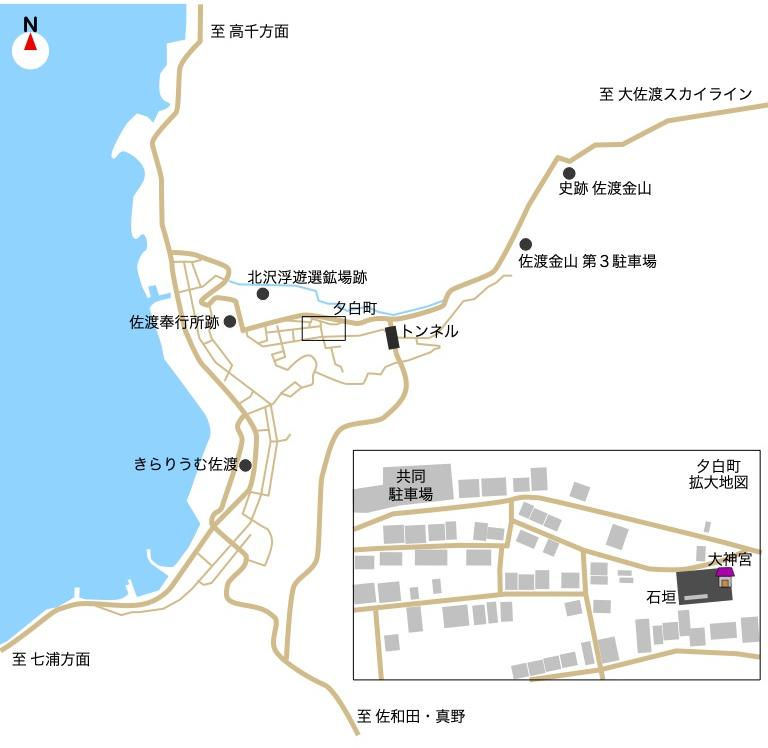 N
至 高千方面
至 大佐渡スカイライン
史跡 佐渡金山
佐渡金山 第３駐車場
北沢浮遊選鉱場跡
夕白町
佐渡奉行所跡
トンネル
きらりうむ佐渡
共同
駐車場
夕白町
拡大地図
大神宮
石垣
至 七浦方面
至 佐和田・真野